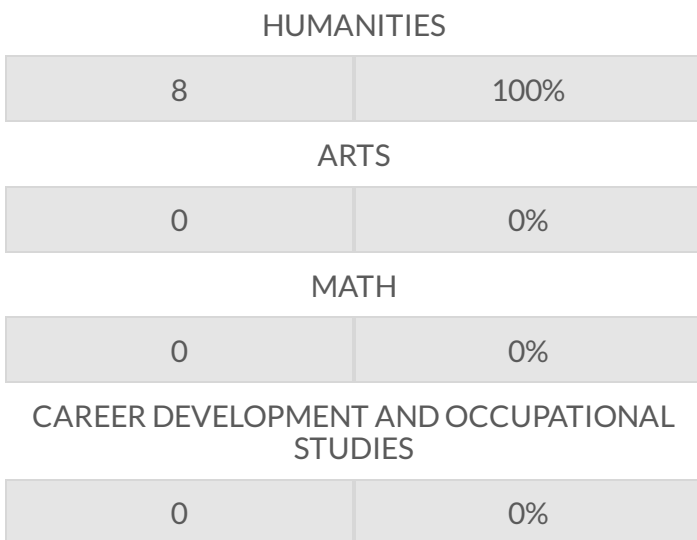 HUMANITIES
8 100%
ARTS
0 0%
MATH
0 0%
CAREER DEVELOPMENT AND OCCUPATIONAL
STUDIES
0 0%